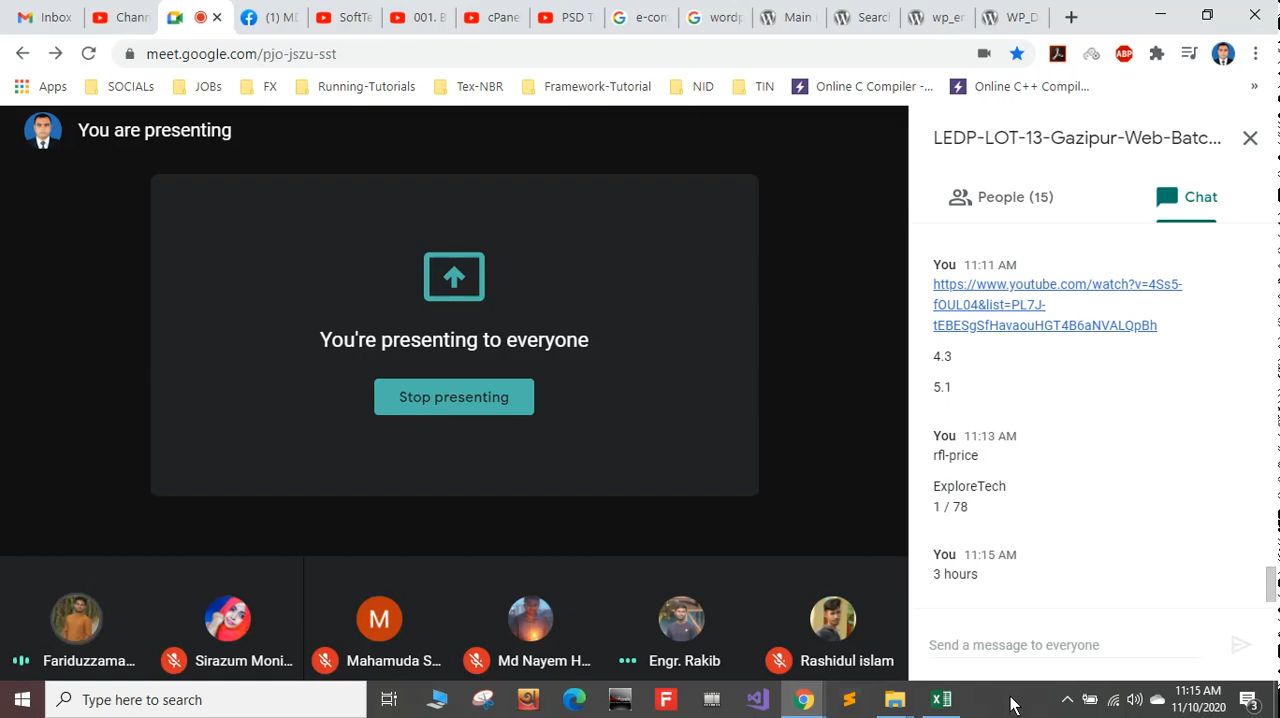 Inbox
Chann
(1) MD
SoftTe
001. B
cPane
PSD T
e-com
wordp
Main
Search
wp_er
WP_D
meet.google.com/pjo-jszu-sst
Apps
SOCIALs
JOBs
FX
Running-Tutorials
Tex-NBR
Framework-Tutorial
NID
TIN
Online C Compiler -...
Online C++ Compil...
»
You are presenting
You're presenting to everyone
Stop presenting
LEDP-LOT-13-Gazipur-Web-Batc...
People (15)
Chat
You 11:11 AM
https://www.youtube.com/watch?v=4Ss5-
fOUL04&list=PL7J-
tEBESgSfHavaouHGT4B6aNVALQpBh
4.3
5.1
You 11:13 AM
rfl-price
ExploreTech
1 / 78
You 11:15 AM
3 hours
Send a message to everyone
M
Fariduzzama...
Sirazum Moni...
Mahamuda S...
Md Nayem H...
Engr. Rakib
Rashidul islam
Type here to search
11:15 AM
11/10/2020
3